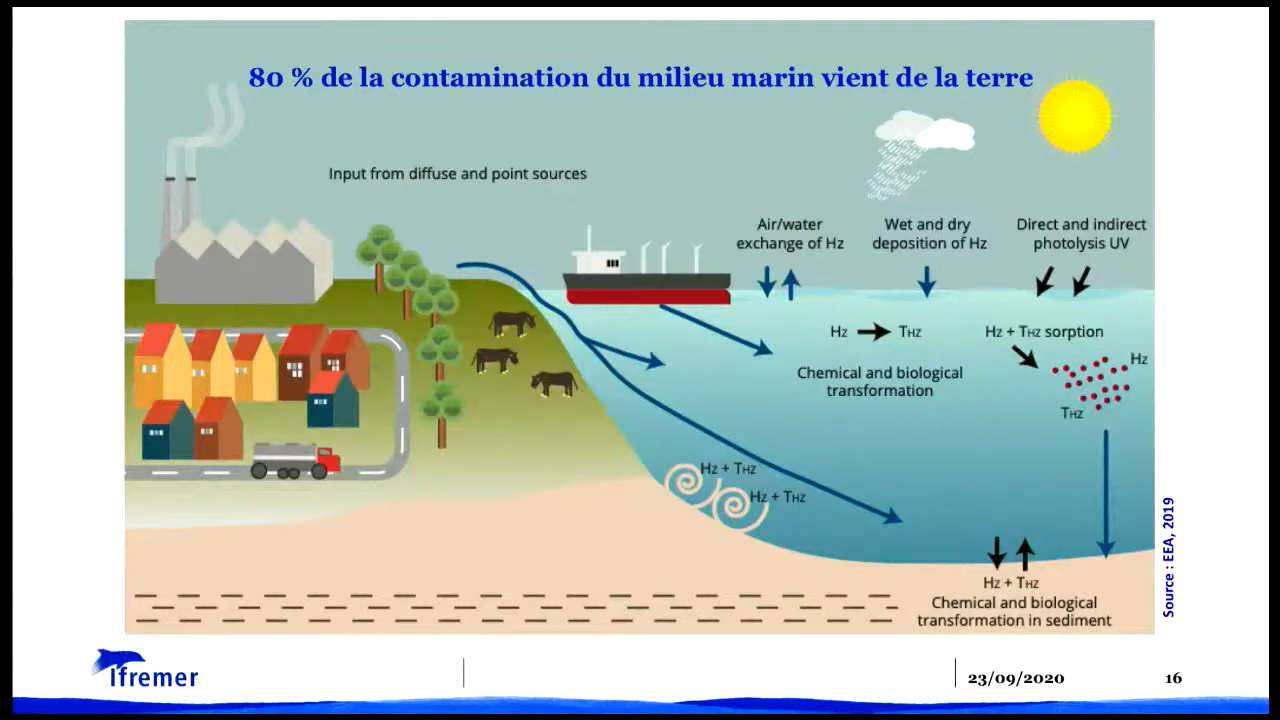 80 % de la contamination du milieu marin vient de la terre
Input from diffuse and point sources
Air/water
exchange of Hz
Wet and dry
deposition of Hz
Direct and indirect
photolysis UV
Hz
THz
Hz + THz sorption
Hz
THz
Chemical and biological
transformation
Hz + THz
Hz + THz
Hz + THz
Chemical and biological
transformation in sediment
Source : EEA, 2019
Ifremer
23/09/2020
16